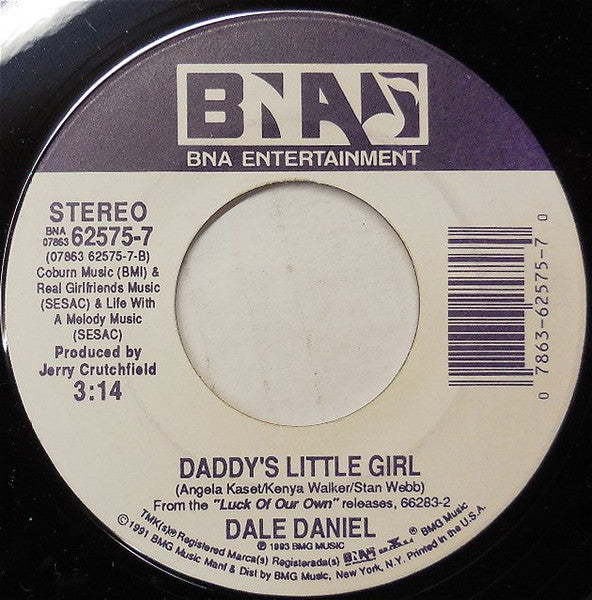 BNA
BNA ENTERTAINMENT
STEREO
BNA
07863 62575-7
(07863 62575-7-B)
Coburn Music (BMI) &
Real Girlfriends Music
(SESAC) & Life With
A Melody Music
(SESAC)
Produced by
Jerry Crutchfield
3:14
0 7863-62575-7 0
DADDY'S LITTLE GIRL
(Angela Kaset/Kenya Walker/Stan Webb)
From the "Luck Of Our Own" releases, 66283-2
DALE DANIEL
℗ 1993 BMG MUSIC
TMK(s)® Registered Marca(s) Registrada(s) BNA ® BMG Music
©1991 BMG Music Manf & Dist by BMG Music, New York, N.Y. Printed in the U.S.A.